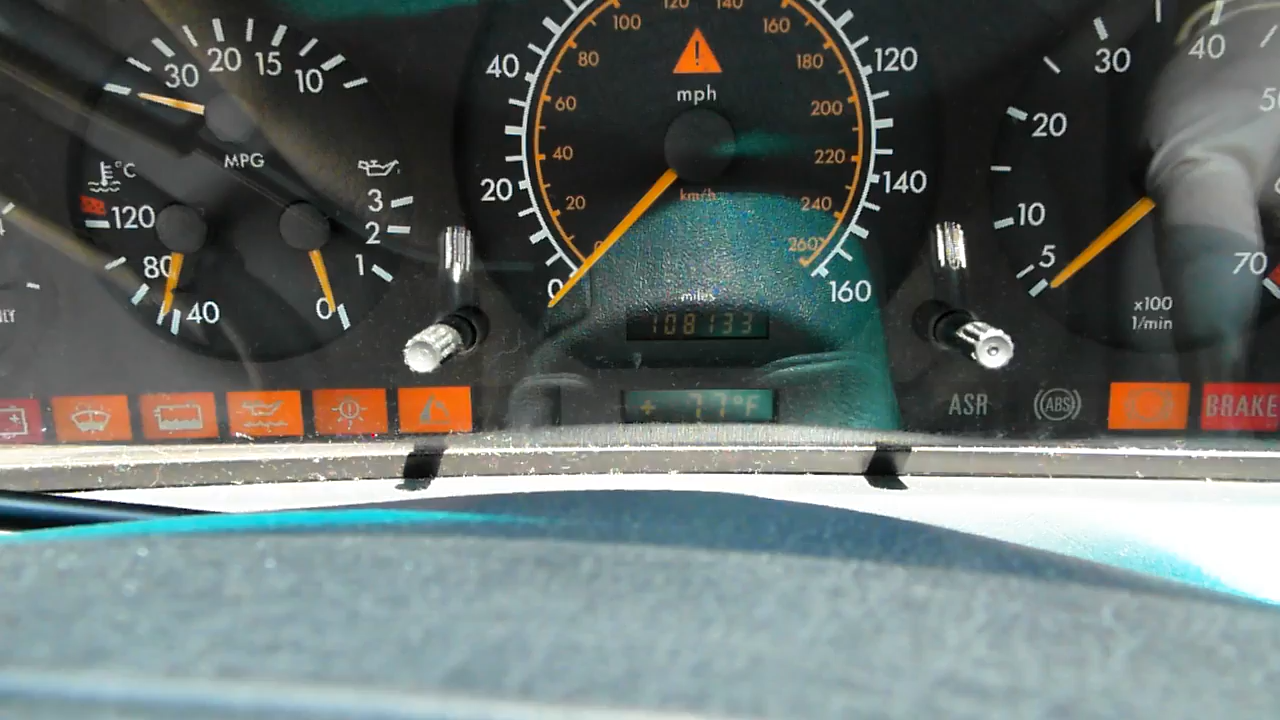 30 20 15 10
MPG
°C
120
80
40
3
2
1
0
100 120 140 160
80 180
60 200
40 220
20 240
0 260
40 120
20 140
0 160
mph
km/h
miles
108133
+ 77°F
5 10 20 30 40 50
70
x100
1/min
ASR
ABS
BRAKE